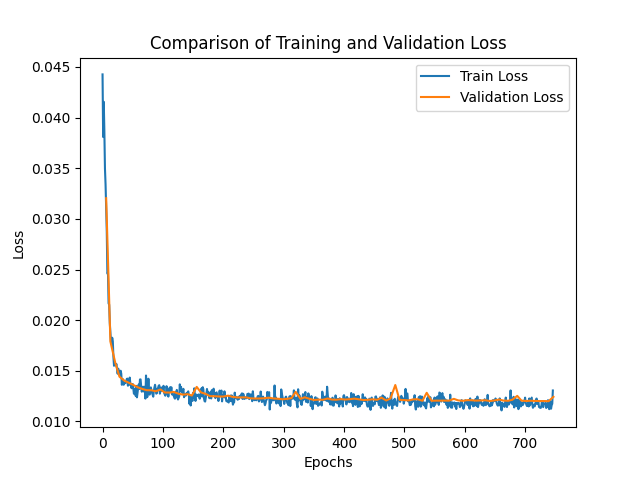 Comparison of Training and Validation Loss
Train Loss
Validation Loss
0.045
0.040
0.035
0.030
0.025
0.020
0.015
0.010
Loss
0 100 200 300 400 500 600 700
Epochs